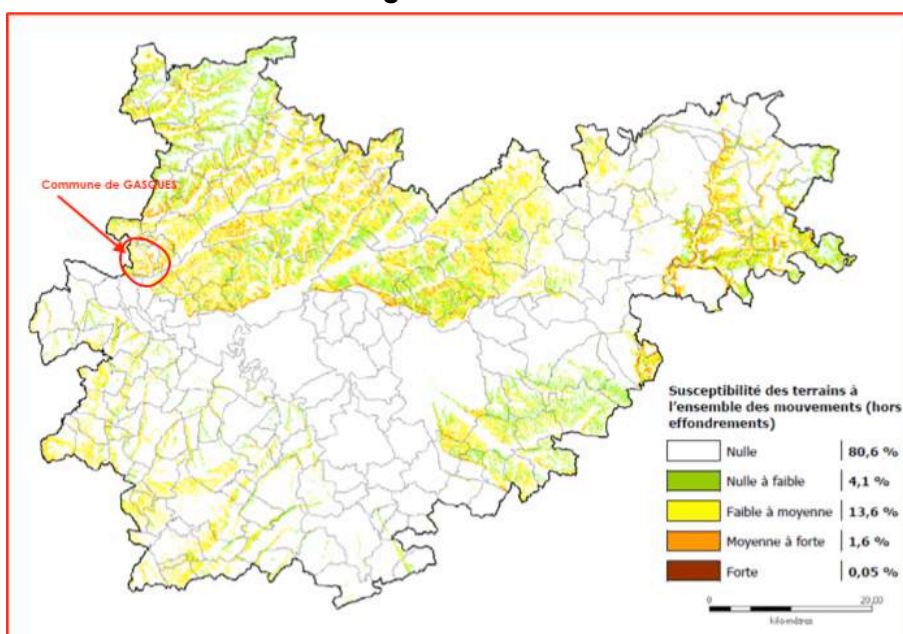 Commune de GASQUES
Susceptibilité des terrains à
l'ensemble des mouvements (hors
effondrements)
Nulle 80,6 %
Nulle à faible 4,1 %
Faible à moyenne 13,6 %
Moyenne à forte 1,6 %
Forte 0,05 %
0 20,00
kilomètres